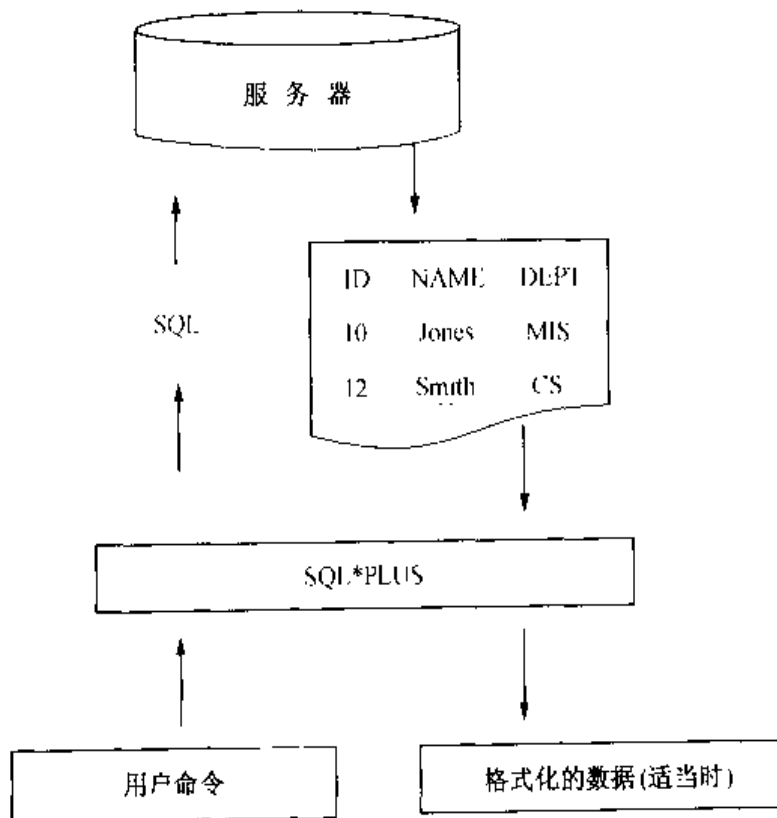 服务器
ID NAME DEPT
SQL
10 Jones MIS
12 Smith CS
SQL*PLUS
用户命令
格式化的数据(适当时)